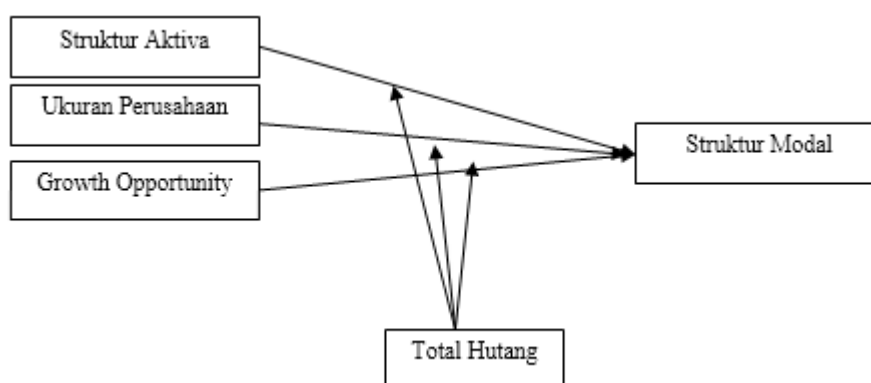 Struktur Aktiva
Ukuran Perusahaan
Growth Opportunity
Struktur Modal
Total Hutang